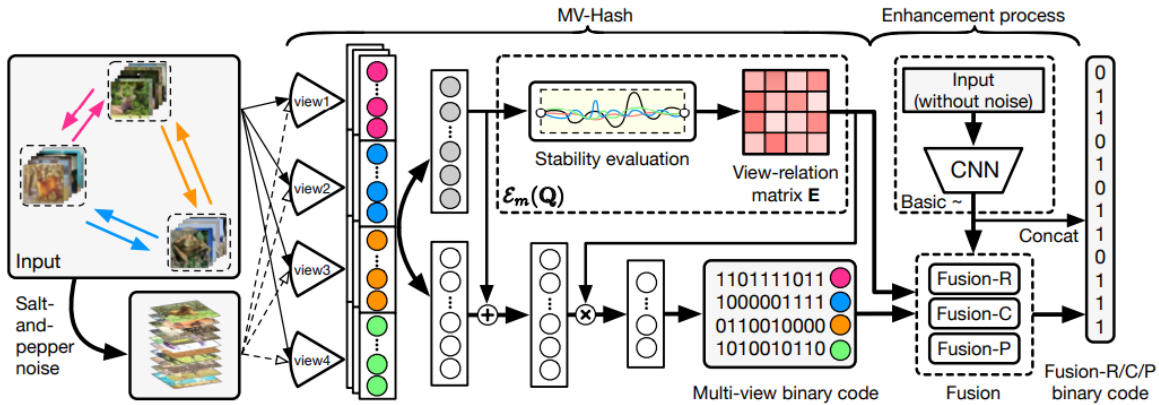 MV-Hash
Enhancement process
Input
Salt-
and-
pepper
noise
view1
view2
view3
view4
Stability evaluation
View-relation
matrix E
ℰm(Q)
+
×
1101111011
1000001111
0110010000
1010010110
Multi-view binary code
Input
(without noise)
CNN
Basic ~
Concat
Fusion-R
Fusion-C
Fusion-P
Fusion
0
1
1
0
1
0
1
1
0
1
1
1
Fusion-R/C/P
binary code